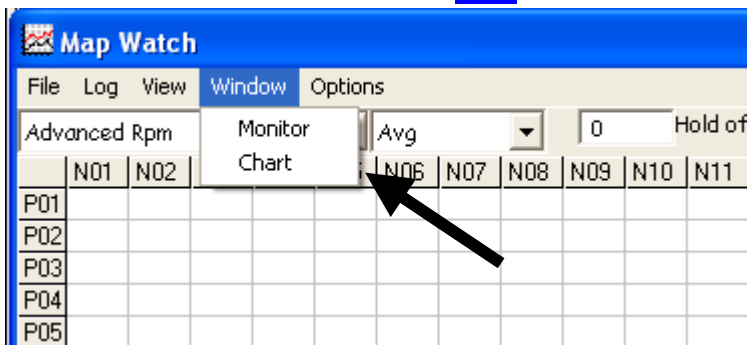 Map Watch
File Log View Window Options
Advanced Rpm Avg 0 Hold of
Monitor
Chart
N01 N02 N06 N07 N08 N09 N10 N11
P01
P02
P03
P04
P05